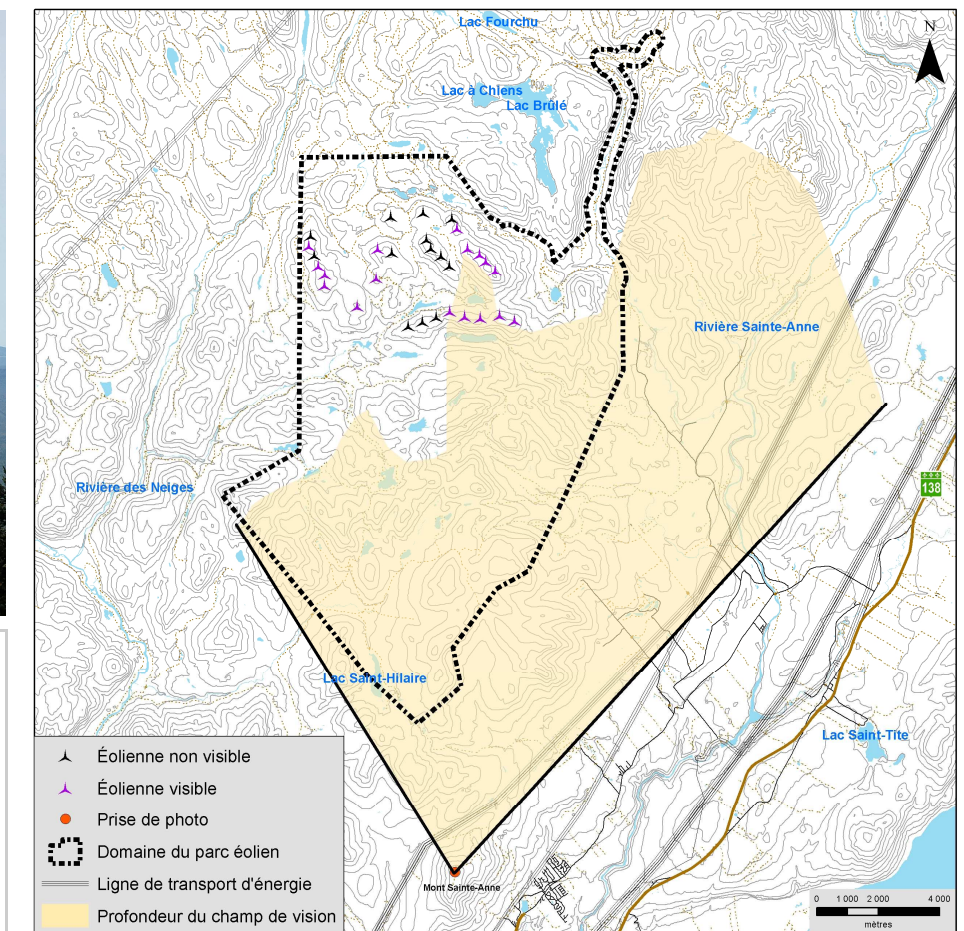 Lac Fourchu
N
Lac à Chiens
Lac Brûlé
Rivière Sainte-Anne
138
Rivière des Neiges
Lac Saint-Hilaire
Lac Saint-Tite
Éolienne non visible
Éolienne visible
Prise de photo
Domaine du parc éolien
Ligne de transport d'énergie
Profondeur du champ de vision
Mont Sainte-Anne
0 1 000 2 000 4 000
mètres